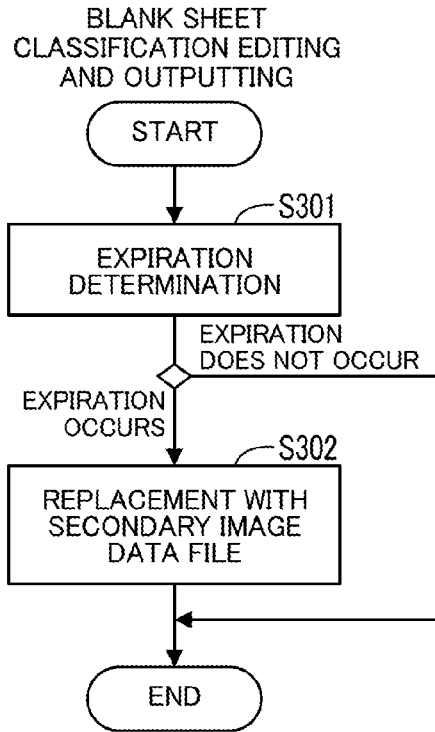 BLANK SHEET
CLASSIFICATION EDITING
AND OUTPUTTING
START
S301
EXPIRATION
DETERMINATION
EXPIRATION
DOES NOT OCCUR
EXPIRATION
OCCURS
S302
REPLACEMENT WITH
SECONDARY IMAGE
DATA FILE
END